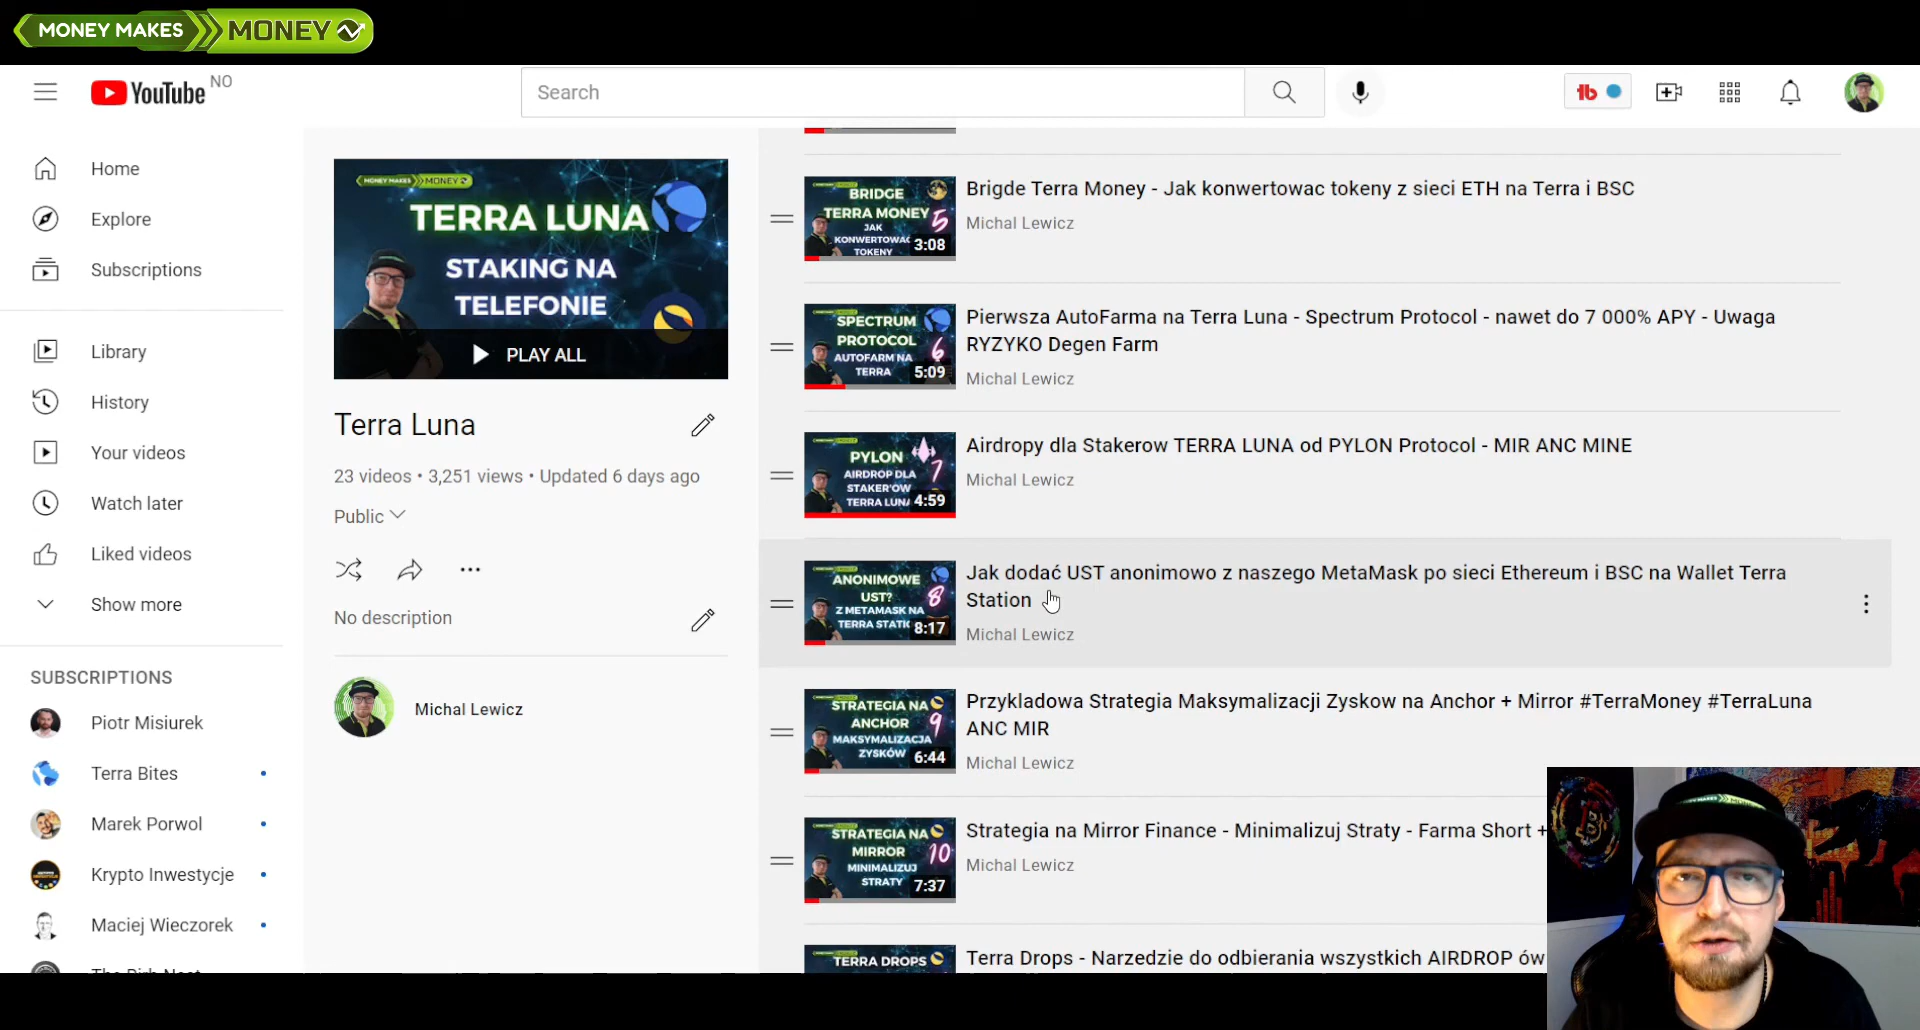 MONEY MAKES MONEY
YouTube NO
Search
Home
Explore
Subscriptions
Library
History
Your videos
Watch later
Liked videos
Show more
SUBSCRIPTIONS
Piotr Misiurek
Terra Bites
Marek Porwol
Krypto Inwestycje
Maciej Wieczorek
MONEY MAKES MONEY
TERRA LUNA
STAKING NA
TELEFONIE
PLAY ALL
Terra Luna
23 videos • 3,251 views • Updated 6 days ago
Public
No description
Michal Lewicz
BRIDGE
TERRA MONEY 5
JAK
KONWERTOWAC
TOKENY
3:08
Brigde Terra Money - Jak konwertowac tokeny z sieci ETH na Terra i BSC
Michal Lewicz
SPECTRUM
PROTOCOL 6
AUTOFARM NA
TERRA
5:09
Pierwsza AutoFarma na Terra Luna - Spectrum Protocol - nawet do 7 000% APY - Uwaga
RYZYKO Degen Farm
Michal Lewicz
PYLON 7
AIRDROP DLA
STAKER'ÓW
TERRA LUNA
4:59
Airdropy dla Stakerow TERRA LUNA od PYLON Protocol - MIR ANC MINE
Michal Lewicz
ANONIMOWE
UST? 8
Z METAMASK NA
TERRA STATIO
8:17
Jak dodać UST anonimowo z naszego MetaMask po sieci Ethereum i BSC na Wallet Terra
Station
Michal Lewicz
STRATEGIA NA
ANCHOR 9
MAKSYMALIZACJA
ZYSKÓW
6:44
Przykladowa Strategia Maksymalizacji Zyskow na Anchor + Mirror #TerraMoney #TerraLuna
ANC MIR
Michal Lewicz
STRATEGIA NA
MIRROR 10
MINIMALIZUJ
STRATY
7:37
Strategia na Mirror Finance - Minimalizuj Straty - Farma Short +
Michal Lewicz
TERRA DROPS
Terra Drops - Narzedzie do odbierania wszystkich AIRDROP ów